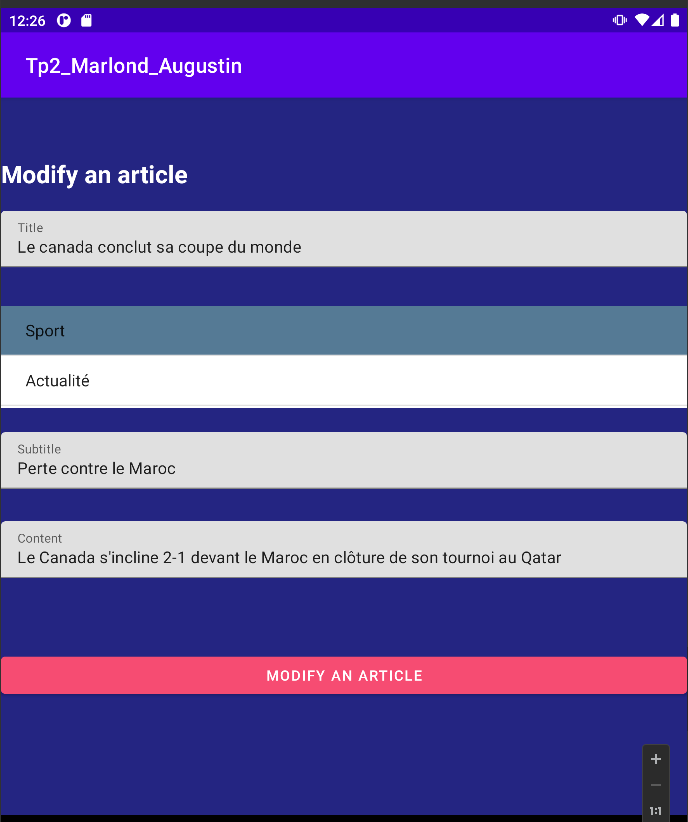 12:26
Tp2_Marlond_Augustin
Modify an article
Title
Le canada conclut sa coupe du monde
Sport
Actualité
Subtitle
Perte contre le Maroc
Content
Le Canada s'incline 2-1 devant le Maroc en clôture de son tournoi au Qatar
MODIFY AN ARTICLE
+
−
1:1